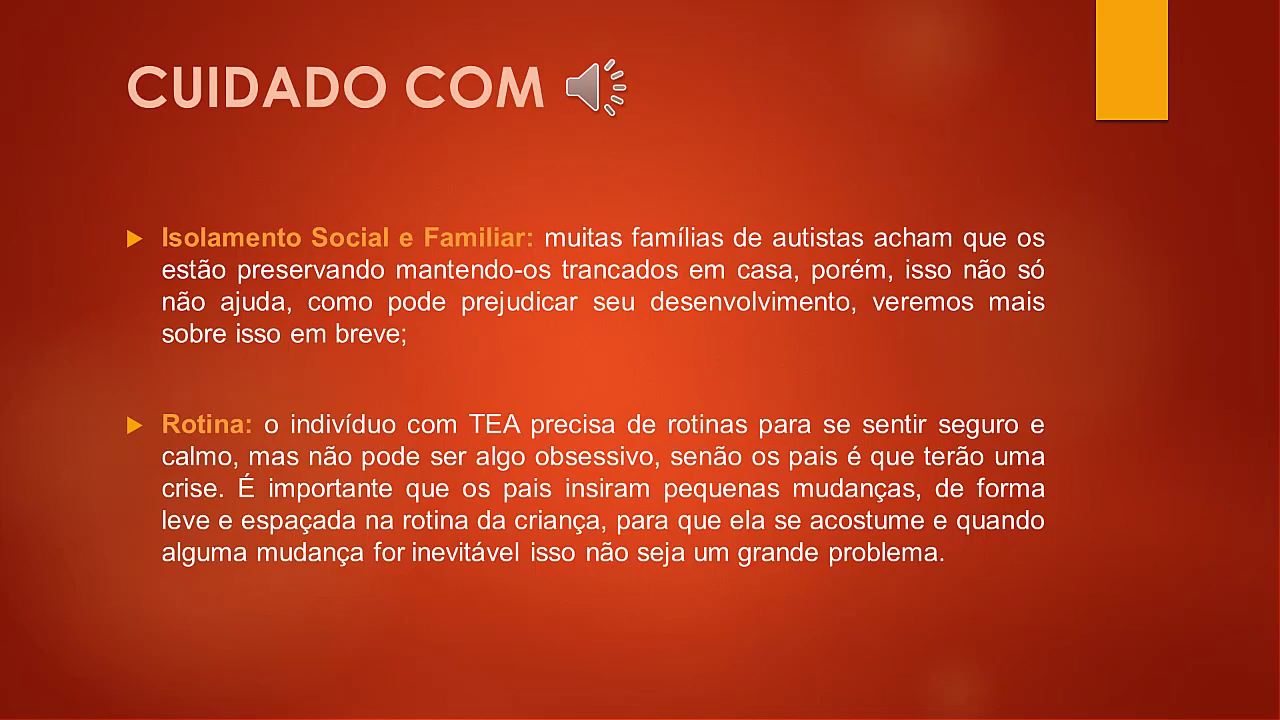 CUIDADO COM
Isolamento Social e Familiar: muitas famílias de autistas acham que os
estão preservando mantendo-os trancados em casa, porém, isso não só
não ajuda, como pode prejudicar seu desenvolvimento, veremos mais
sobre isso em breve;
Rotina: o indivíduo com TEA precisa de rotinas para se sentir seguro e
calmo, mas não pode ser algo obsessivo, senão os pais é que terão uma
crise. É importante que os pais insiram pequenas mudanças, de forma
leve e espaçada na rotina da criança, para que ela se acostume e quando
alguma mudança for inevitável isso não seja um grande problema.